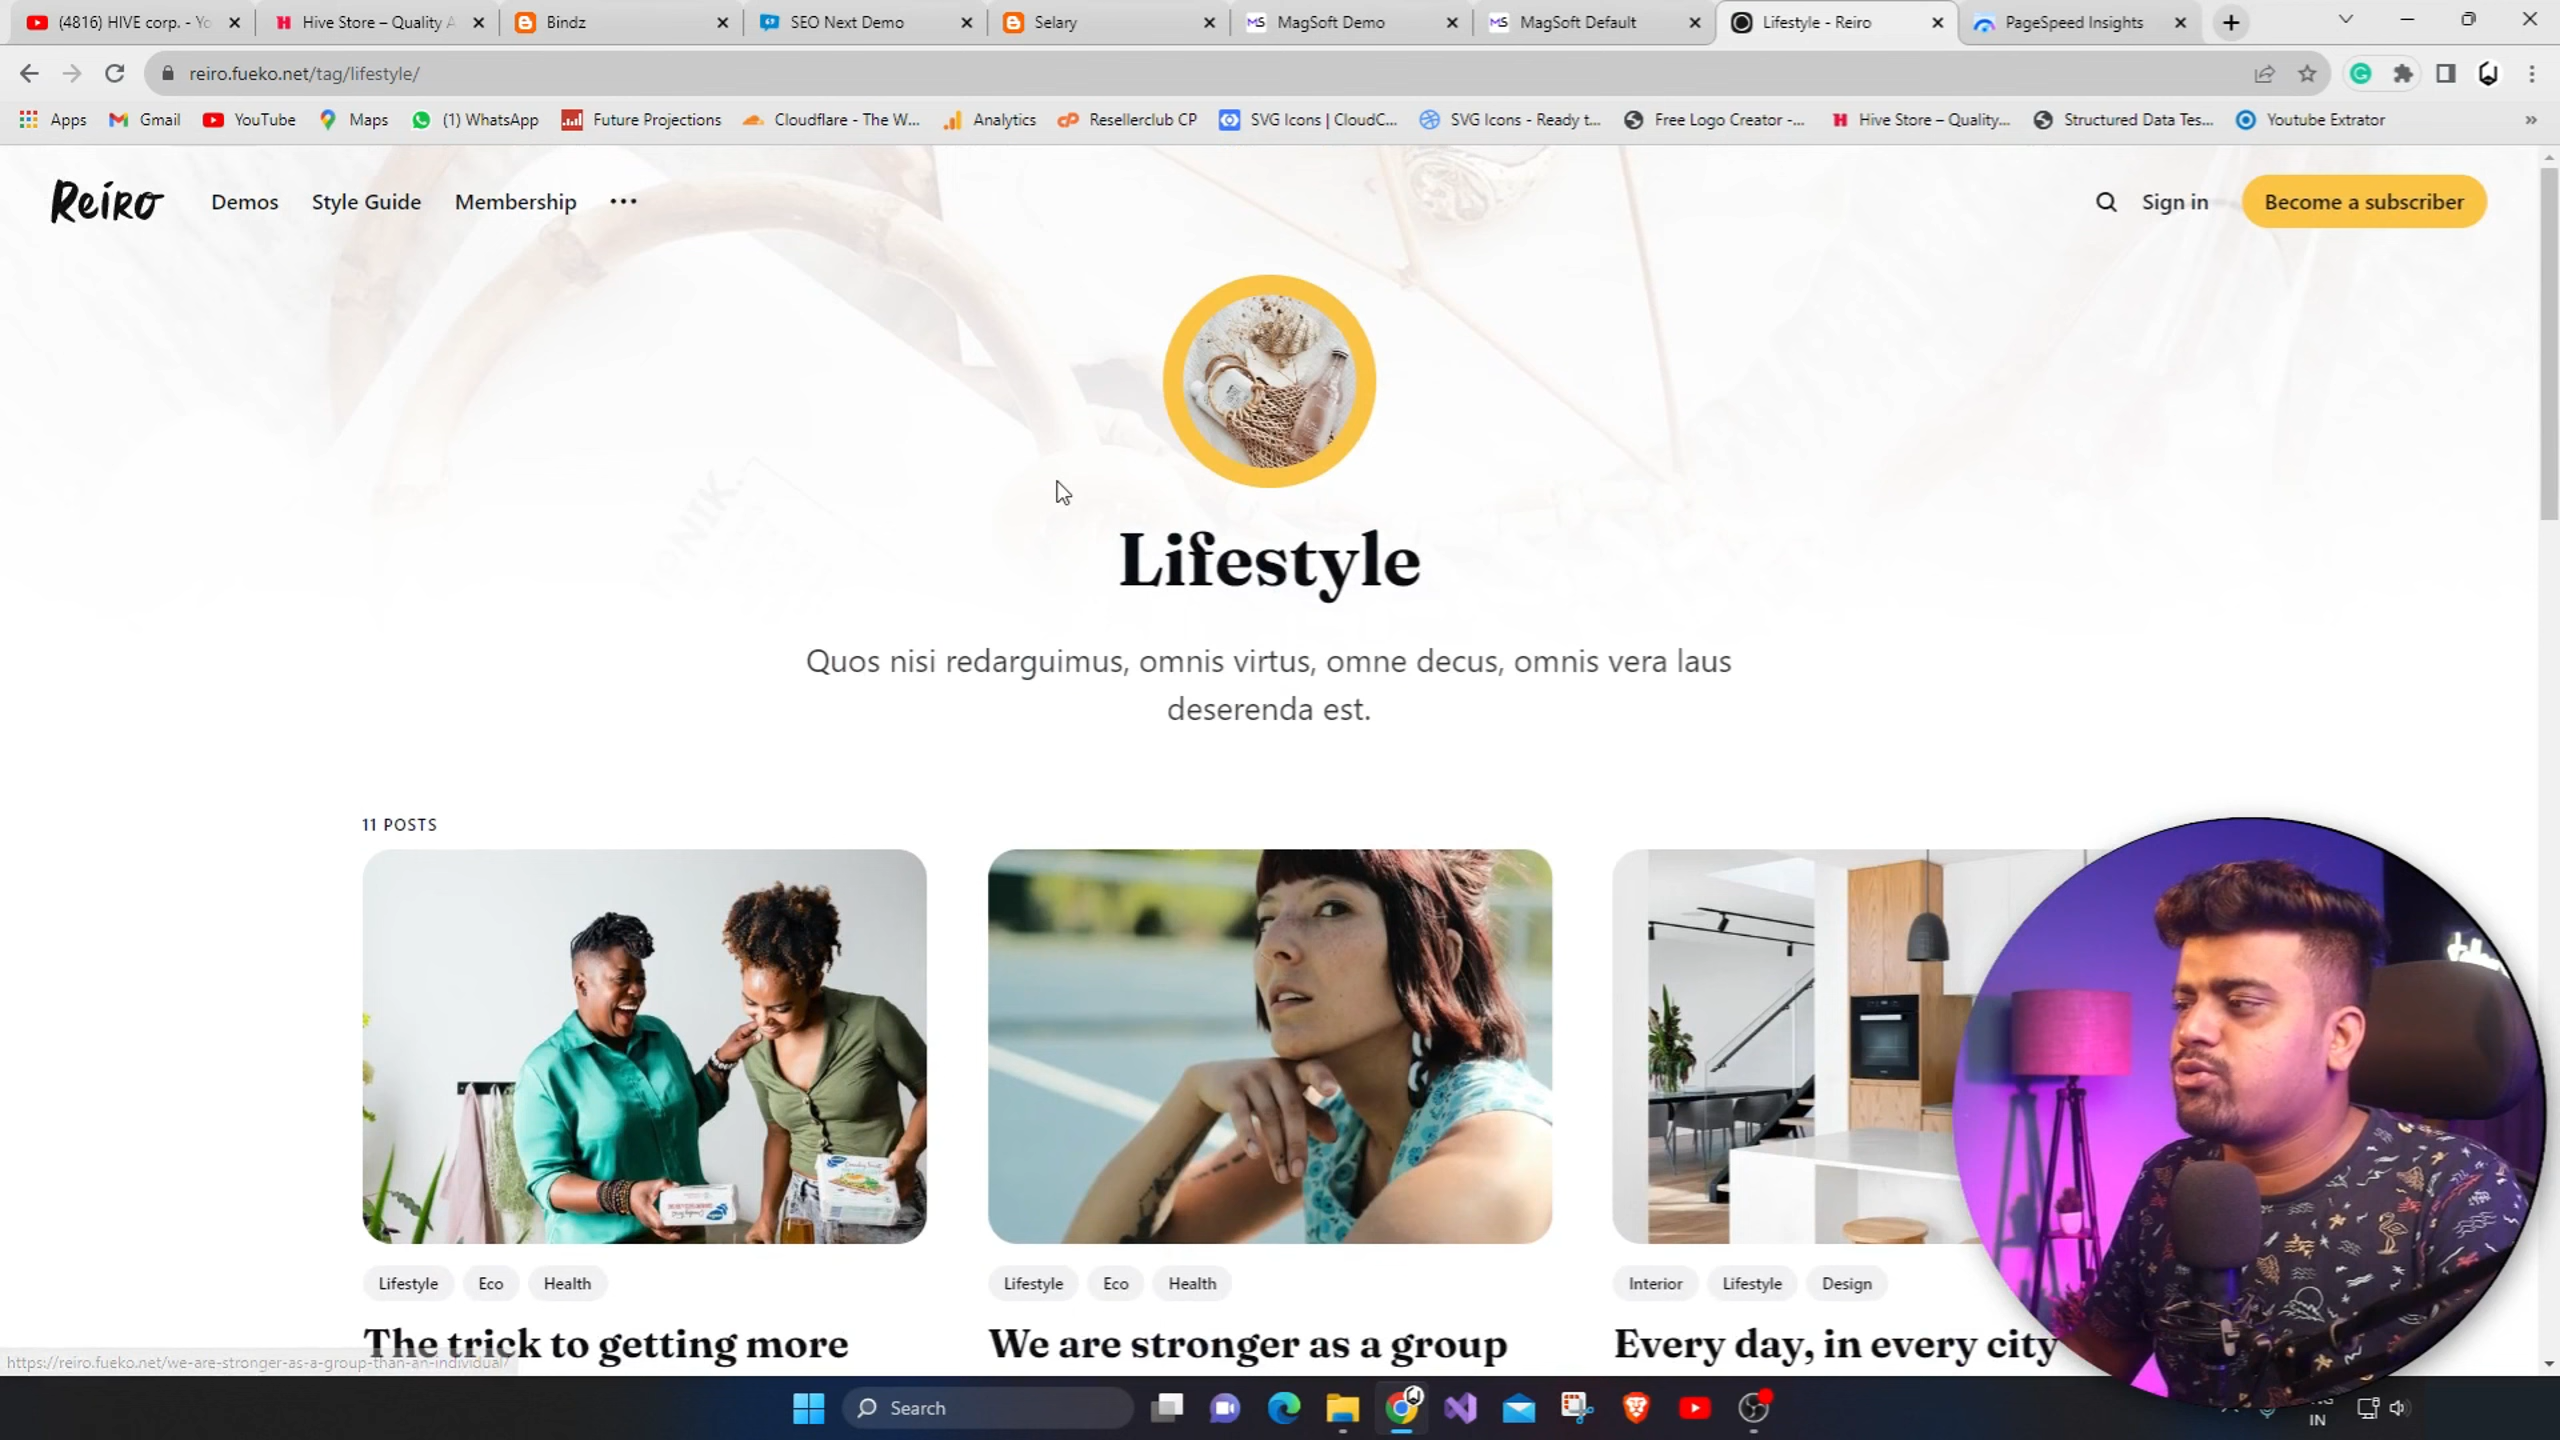 (4816) HIVE corp. - Yo
Hive Store – Quality A
Bindz
SEO Next Demo
Selary
MagSoft Demo
MagSoft Default
Lifestyle - Reiro
PageSpeed Insights
reiro.fueko.net/tag/lifestyle/
Apps
Gmail
YouTube
Maps
(1) WhatsApp
Future Projections
Cloudflare - The W...
Analytics
Resellerclub CP
SVG Icons | CloudC...
SVG Icons - Ready t...
Free Logo Creator -...
Hive Store – Quality...
Structured Data Tes...
Youtube Extrator
Reiro
Demos
Style Guide
Membership
Sign in
Become a subscriber
Lifestyle
Quos nisi redarguimus, omnis virtus, omne decus, omnis vera laus
deserenda est.
11 POSTS
Lifestyle
Eco
Health
Lifestyle
Eco
Health
Interior
Lifestyle
Design
The trick to getting more
We are stronger as a group
Every day, in every city
https://reiro.fueko.net/we-are-stronger-as-a-group-than-an-individual/
Search
IN